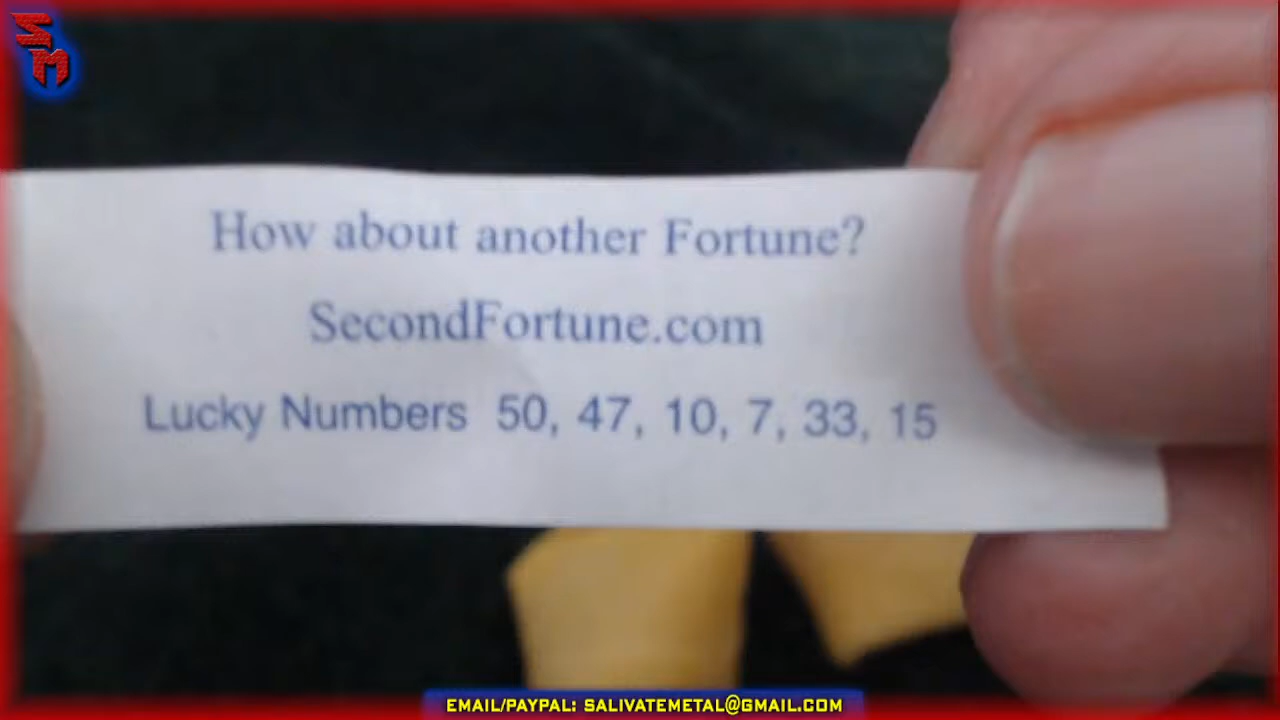 SM
How about another Fortune?
SecondFortune.com
Lucky Numbers 50, 47, 10, 7, 33, 15
EMAIL/PAYPAL: SALIVATEMETAL@GMAIL.COM